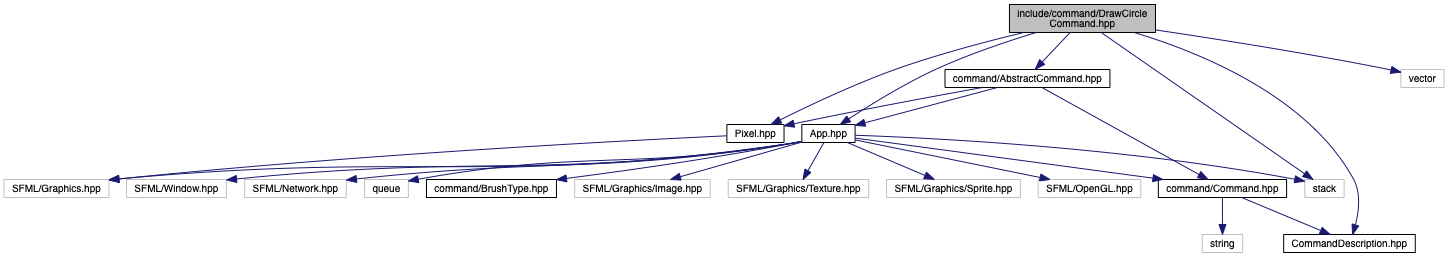 include/command/DrawCircle
Command.hpp
command/AbstractCommand.hpp
vector
Pixel.hpp
App.hpp
SFML/Graphics.hpp
SFML/Window.hpp
SFML/Network.hpp
queue
command/BrushType.hpp
SFML/Graphics/Image.hpp
SFML/Graphics/Texture.hpp
SFML/Graphics/Sprite.hpp
SFML/OpenGL.hpp
command/Command.hpp
stack
string
CommandDescription.hpp